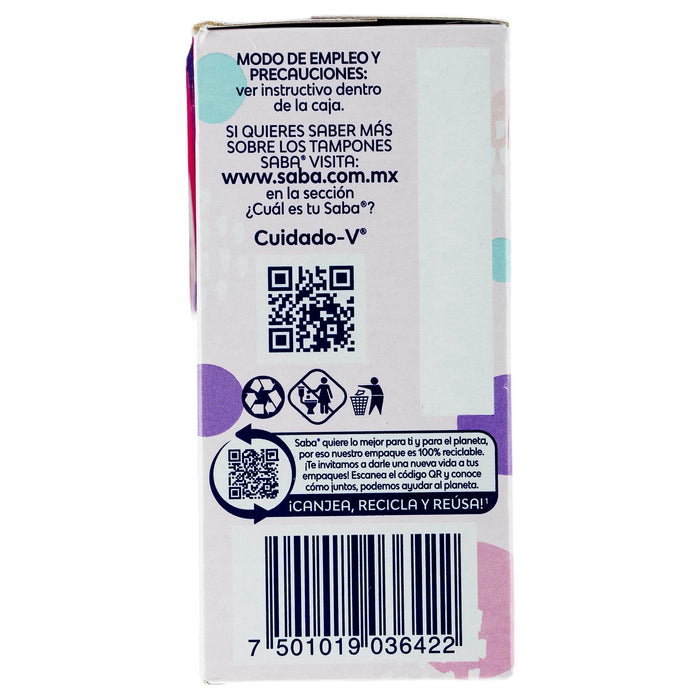 MODO DE EMPLEO Y
PRECAUCIONES:
ver instructivo dentro
de la caja.
SI QUIERES SABER MÁS
SOBRE LOS TAMPONES
SABA® VISITA:
www.saba.com.mx
en la sección
¿Cuál es tu Saba®?
Cuidado-V®
Saba® quiere lo mejor para ti y para el planeta,
por eso nuestro empaque es 100% reciclable.
¡Te invitamos a darle una nueva vida a tus
empaques! Escanea el código QR y conoce
cómo juntos, podemos ayudar al planeta.
¡CANJEA, RECICLA Y REÚSA!¹
7 501019 036422